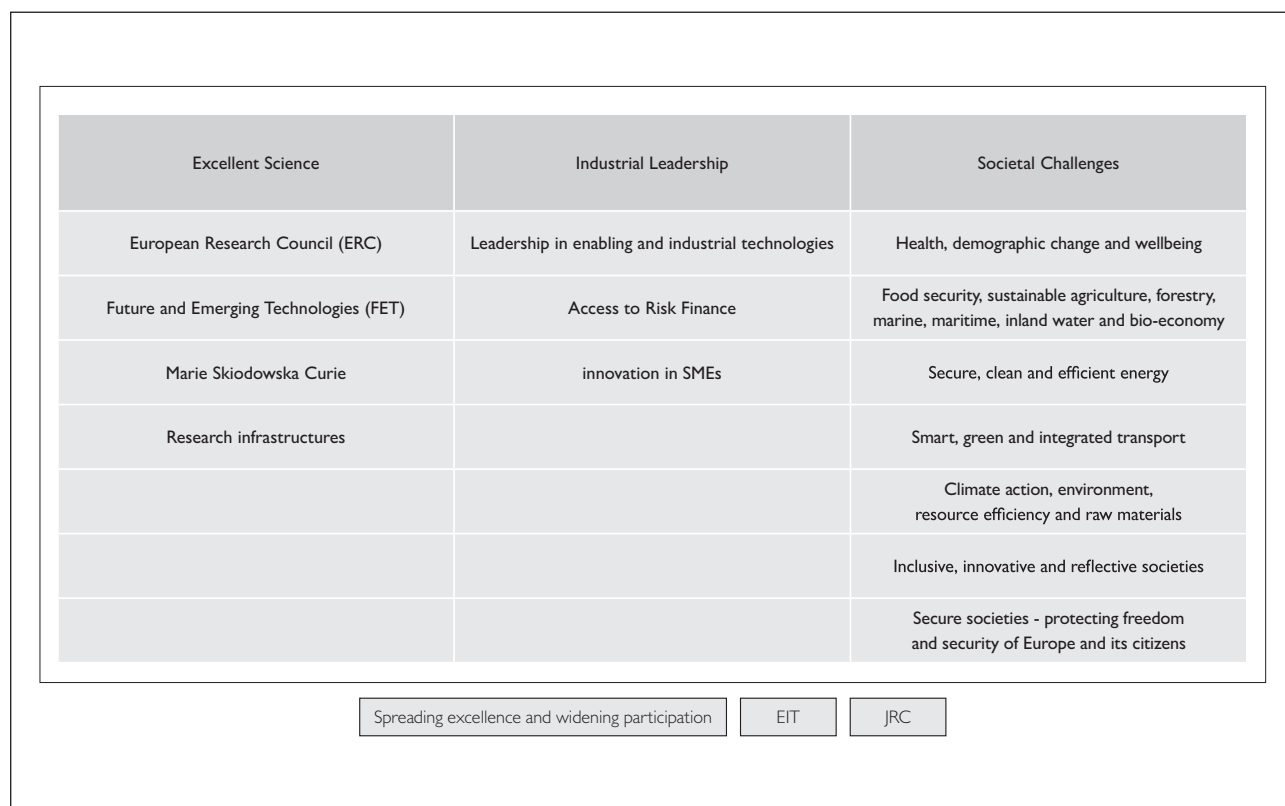 Excellent Science
Industrial Leadership
Societal Challenges
European Research Council (ERC)
Leadership in enabling and industrial technologies
Health, demographic change and wellbeing
Future and Emerging Technologies (FET)
Access to Risk Finance
Food security, sustainable agriculture, forestry,
marine, maritime, inland water and bio-economy
Marie Skiodowska Curie
innovation in SMEs
Secure, clean and efficient energy
Research infrastructures
Smart, green and integrated transport
Climate action, environment,
resource efficiency and raw materials
Inclusive, innovative and reflective societies
Secure societies - protecting freedom
and security of Europe and its citizens
Spreading excellence and widening participation
EIT
JRC